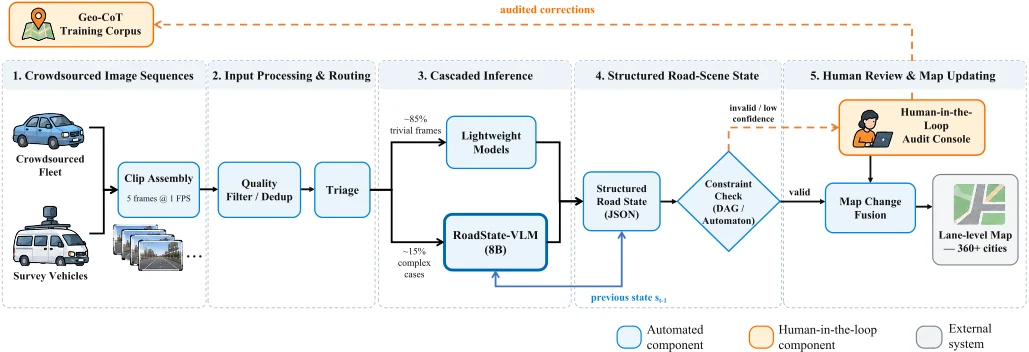 Geo-CoT
Training Corpus
audited corrections
1. Crowdsourced Image Sequences
2. Input Processing & Routing
3. Cascaded Inference
4. Structured Road-Scene State
5. Human Review & Map Updating
Crowdsourced
Fleet
Survey Vehicles
Clip Assembly
5 frames @ 1 FPS
...
Quality
Filter / Dedup
Triage
~85%
trivial frames
Lightweight
Models
~15%
complex
cases
RoadState-VLM
(8B)
Structured
Road State
(JSON)
previous state s_{t-1}
Constraint
Check
(DAG /
Automaton)
invalid / low
confidence
valid
Human-in-the-
Loop
Audit Console
Map Change
Fusion
Lane-level Map
— 360+ cities
Automated
component
Human-in-the-loop
component
External
system